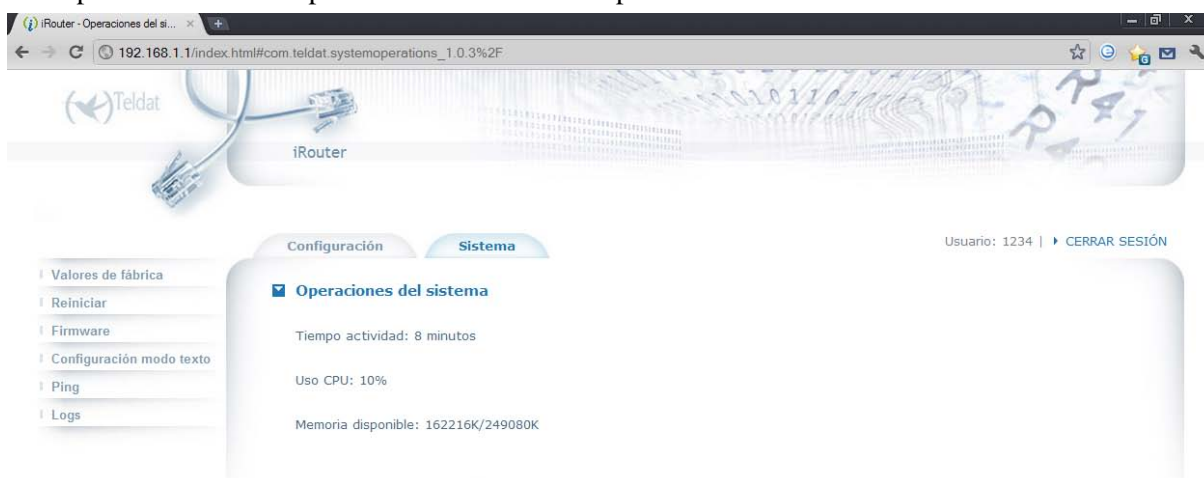 iRouter - Operaciones del si...
192.168.1.1/index.html#com.teldat.systemoperations_1.0.3%2F
Teldat
iRouter
Configuración
Sistema
Usuario: 1234 | CERRAR SESIÓN
Valores de fábrica
Reiniciar
Firmware
Configuración modo texto
Ping
Logs
Operaciones del sistema
Tiempo actividad: 8 minutos
Uso CPU: 10%
Memoria disponible: 162216K/249080K